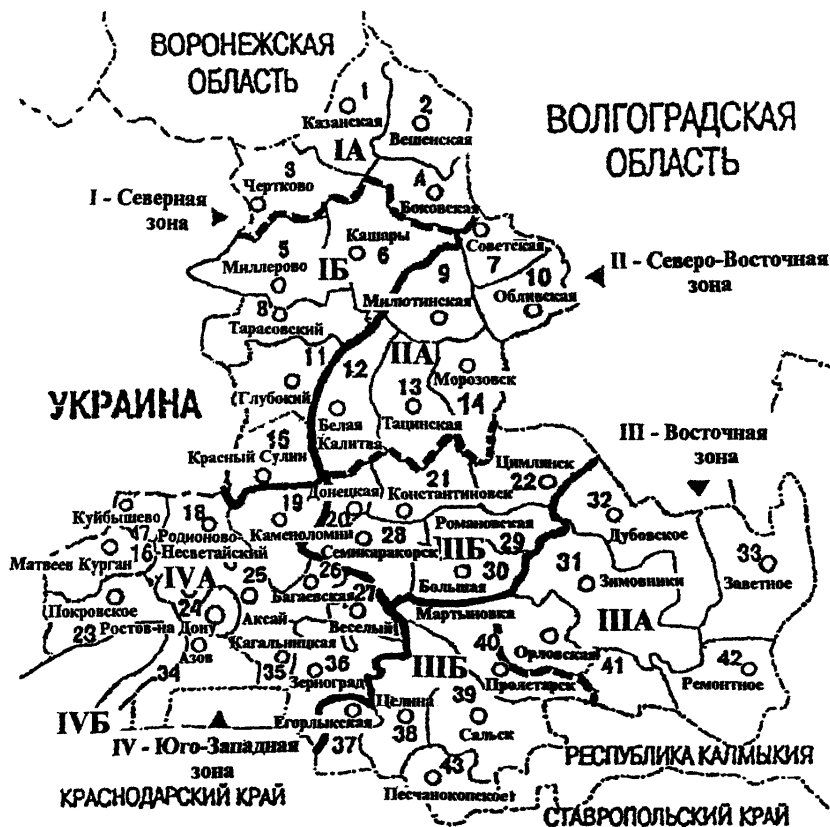 ВОРОНЕЖСКАЯ
ОБЛАСТЬ
1
Казанская
2
Вешенская
ВОЛГОГРАДСКАЯ
ОБЛАСТЬ
IА
3
Чертково
4
Боковская
I - Северная
зона
Кашары
6
Советская
7
5
Миллерово
IБ
9
10
Обливская
II - Северо-Восточная
зона
Милютинская
8
Тарасовский
11
12
IIА
Морозовск
УКРАИНА
Глубокий
13
14
Белая
Калитва
Тацинская
15
Красный Сулин
III - Восточная
зона
Цимлянск
22
21
Донецкая
Константиновск
32
Дубовское
Куйбышево
18
19
20
Романовская
17
Родионово-
Несветайский
Каменоломни
28
Семикаракорск
IIБ
29
33
Заветное
Матвеев Курган
16
IVА
25
26
Багаевская
30
Большая
Мартыновка
31
Зимовники
Покровское
23
24
Ростов-на Дону
Аксай
27
Веселый
IIIА
Азов
Кагальницкая
40
Орловская
34
35
36
Зерноград
IIIБ
Пролетарск
41
42
Ремонтное
IVБ
Целина
39
Егорлыкская
38
Сальск
IV - Юго-Западная
зона
37
РЕСПУБЛИКА КАЛМЫКИЯ
КРАСНОДАРСКИЙ КРАЙ
43
Песчанокопское
СТАВРОПОЛЬСКИЙ КРАЙ